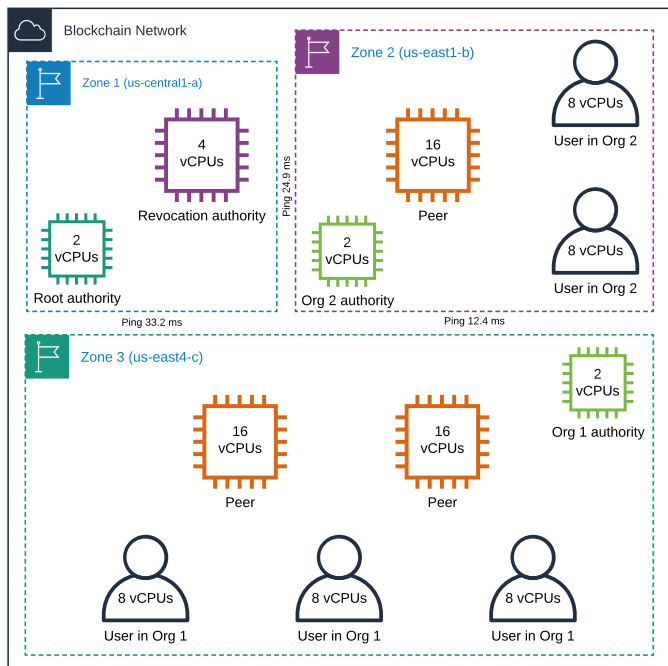 Blockchain Network
Zone 1 (us-central1-a)
4
vCPUs
Revocation authority
2
vCPUs
Root authority
Ping 24.9 ms
Zone 2 (us-east1-b)
16
vCPUs
Peer
8 vCPUs
User in Org 2
2
vCPUs
Org 2 authority
8 vCPUs
User in Org 2
Ping 33.2 ms
Ping 12.4 ms
Zone 3 (us-east4-c)
2
vCPUs
Org 1 authority
16
vCPUs
Peer
16
vCPUs
Peer
8 vCPUs
User in Org 1
8 vCPUs
User in Org 1
8 vCPUs
User in Org 1